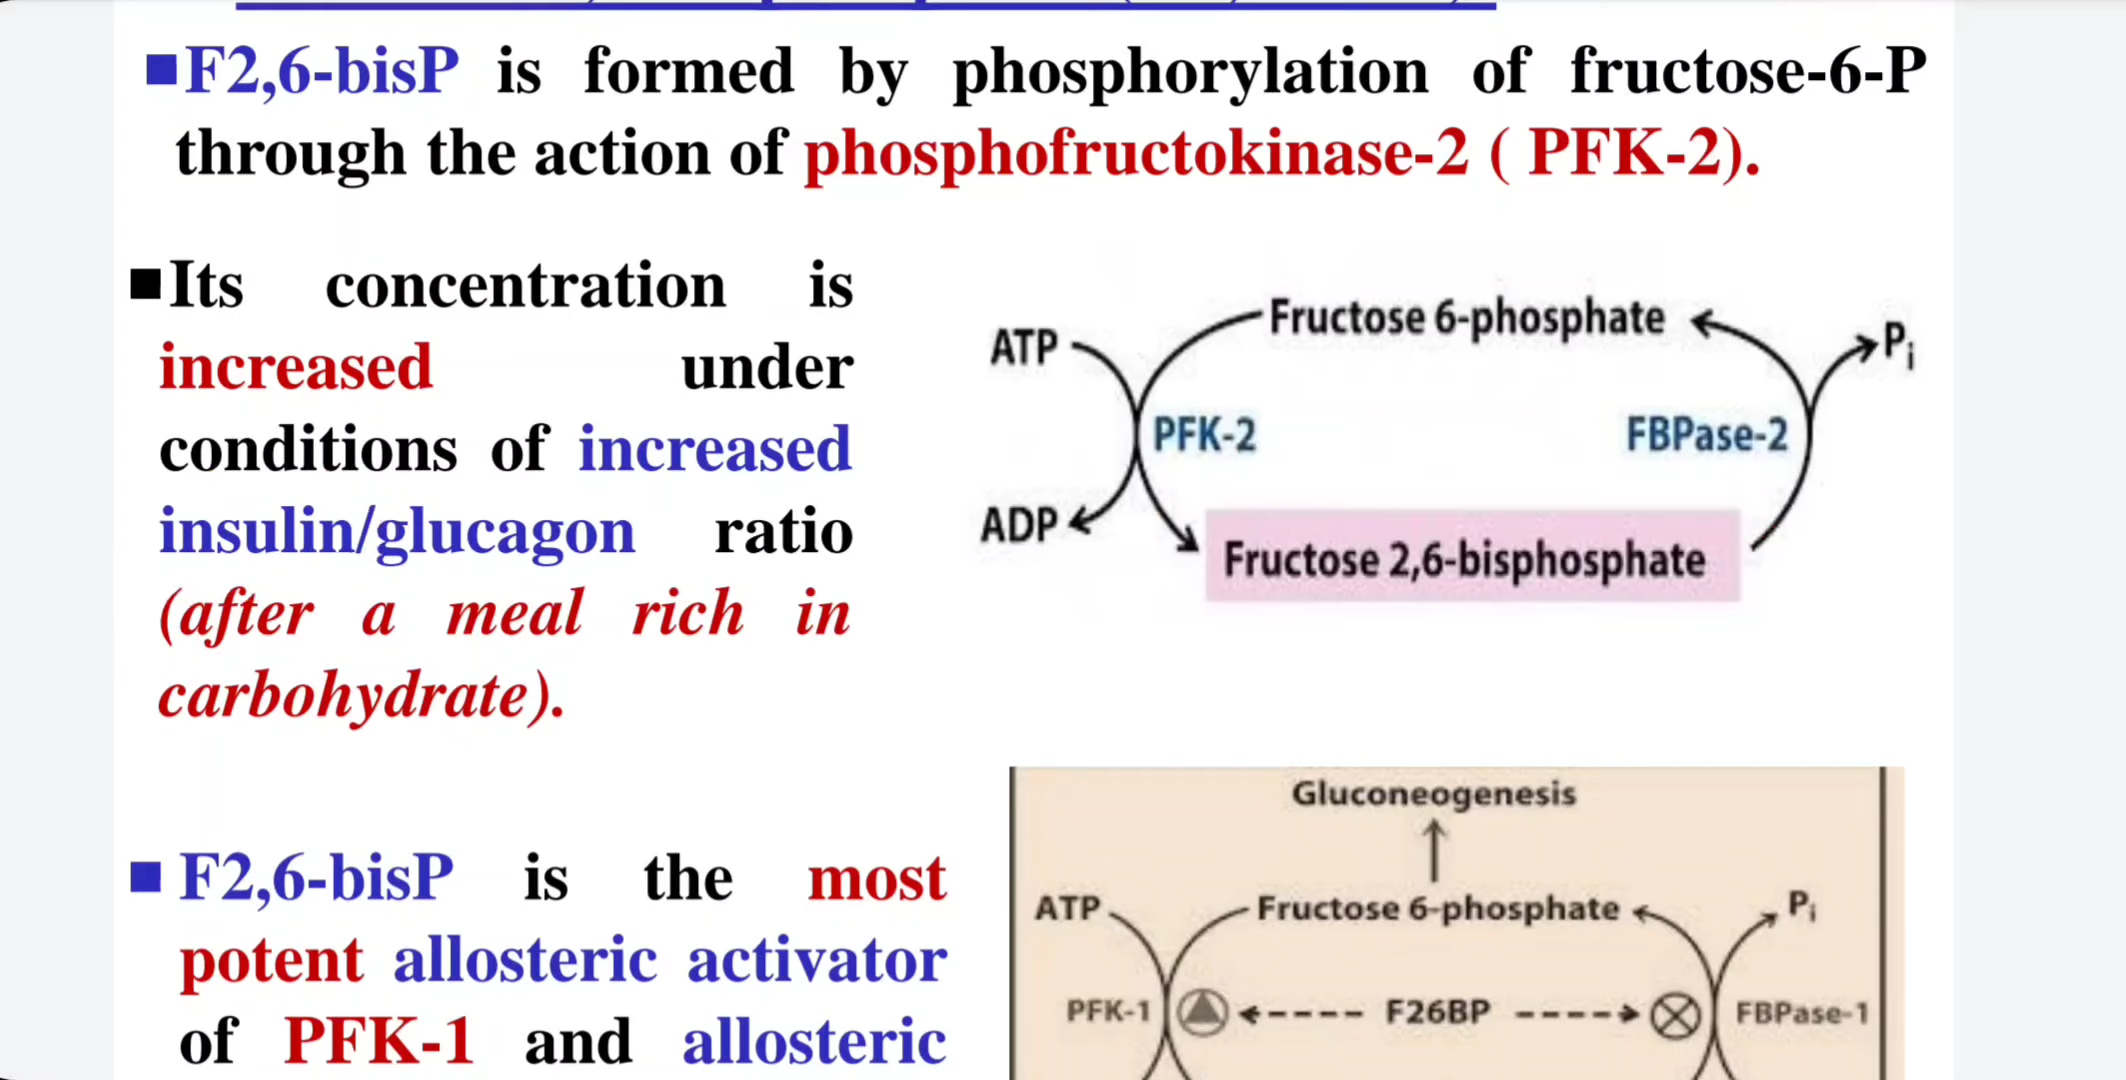 ■F2,6-bisP is formed by phosphorylation of fructose-6-P
through the action of phosphofructokinase-2 ( PFK-2).
■Its concentration is
increased under
conditions of increased
insulin/glucagon ratio
(after a meal rich in
carbohydrate).
Fructose 6-phosphate
ATP
Pi
PFK-2
FBPase-2
ADP
Fructose 2,6-bisphosphate
■ F2,6-bisP is the most
potent allosteric activator
of PFK-1 and allosteric
Gluconeogenesis
ATP
Fructose 6-phosphate
Pi
PFK-1
F26BP
FBPase-1